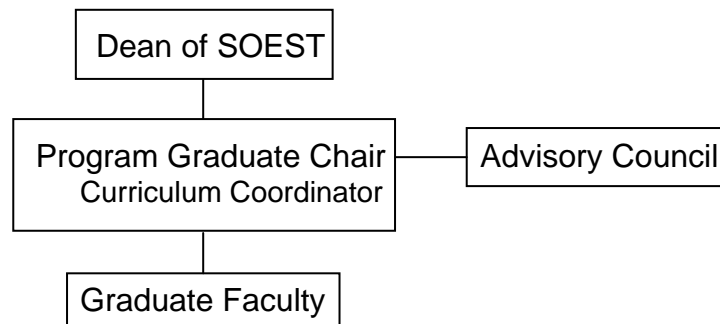 Dean of SOEST
Program Graduate Chair
Curriculum Coordinator
Advisory Council
Graduate Faculty